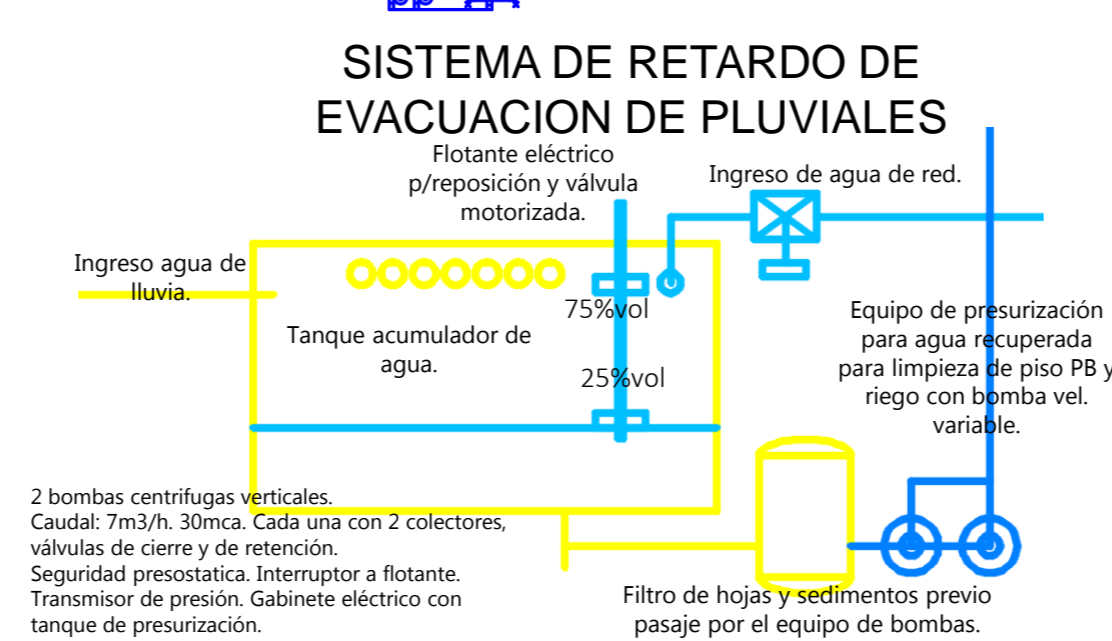 SISTEMA DE RETARDO DE
EVACUACION DE PLUVIALES
Flotante eléctrico
p/reposición y válvula
motorizada.
Ingreso de agua de red.
Ingreso agua de
lluvia.
75%vol
Tanque acumulador de
agua.
25%vol
Equipo de presurización
para agua recuperada
para limpieza de piso PB y
riego con bomba vel.
variable.
2 bombas centrifugas verticales.
Caudal: 7m3/h. 30mca. Cada una con 2 colectores,
válvulas de cierre y de retención.
Seguridad presostatica. Interruptor a flotante.
Transmisor de presión. Gabinete eléctrico con
tanque de presurización.
Filtro de hojas y sedimentos previo
pasaje por el equipo de bombas.